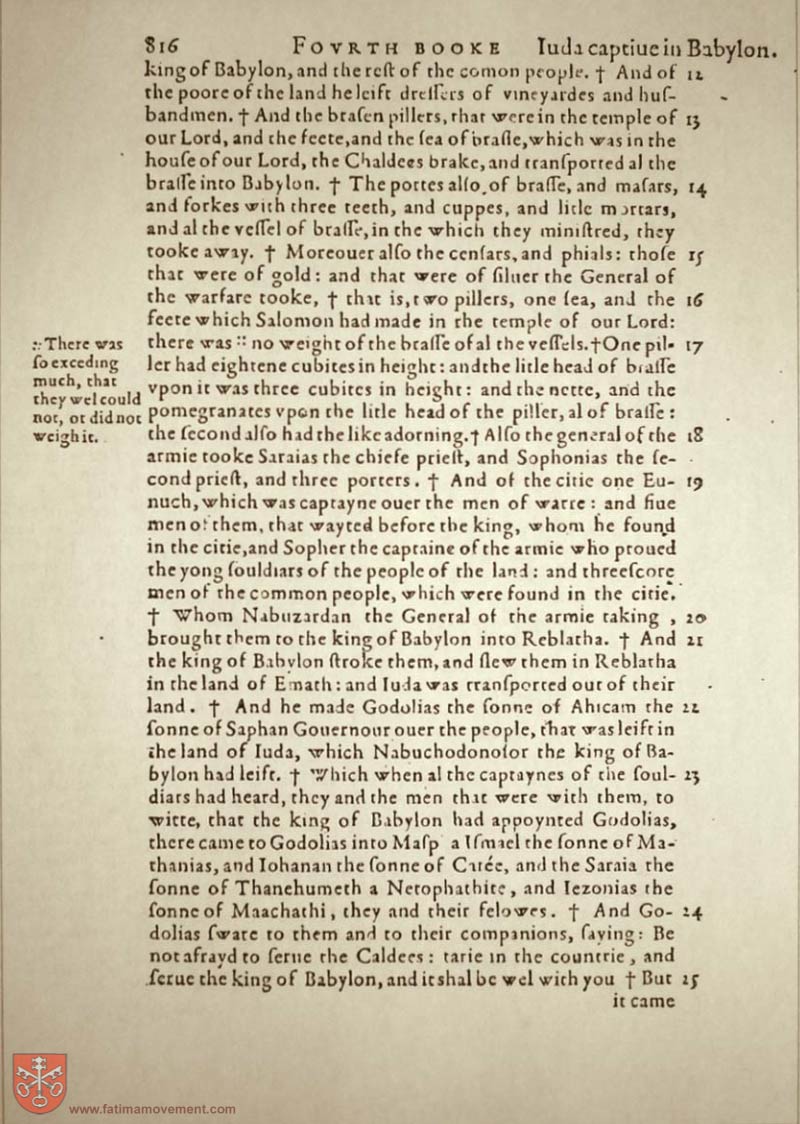 816 FOVRTH BOOKE Iuda captiue in Babylon.
king of Babylon, and the reſt of the comon people. † And of 12
the poore of the land he leift dreſſers of vineyardes and huſ-
bandmen. † And the braſen pillers, that were in the temple of 13
our Lord, and the feete, and the ſea of braſſe, which was in the
houſe of our Lord, the Chaldees brake, and tranſported al the
braſſe into Babylon. † The pottes alſo, of braſſe, and maſars, 14
and forkes with three teeth, and cuppes, and litle mortars,
and al the veſſel of braſſe, in the which they miniſtred, they
tooke away. † Moreouer alſo the cenſars, and phials: thoſe 15
that were of gold: and that were of ſiluer the General of
the warfare tooke, † that is, two pillers, one ſea, and the 16
feete which Salomon had made in the temple of our Lord:
there was :: no weight of the braſſe of al the veſſels. † One pil- 17
ler had eightene cubites in height: and the litle head of braſſe
vpon it was three cubites in height: and the nette, and the
pomegranates vpon the litle head of the piller, al of braſſe:
the ſecond alſo had the like adorning. † Alſo the general of the 18
armie tooke Saraias the chiefe prieſt, and Sophonias the ſe-
cond prieſt, and three porters. † And of the citie one Eu- 19
nuch, which was captayne ouer the men of warre: and fiue
men of them, that wayted before the king, whom he found
in the citie, and Sopher the captaine of the armie who proued
the yong ſouldiars of the people of the land: and threeſcore
men of the common people, which were found in the citie.
† Whom Nabuzardan the General of the armie taking, 20
brought them to the king of Babylon into Reblatha. † And 21
the king of Babylon ſtroke them, and ſlew them in Reblatha
in the land of Emath: and Iuda was tranſported out of their
land. † And he made Godolias the ſonne of Ahicam the 22
ſonne of Saphan Gouernour ouer the people, that was leift in
the land of Iuda, which Nabuchodonoſor the king of Ba-
bylon had leift. † Which when al the captaynes of the ſoul- 23
diars had heard, they and the men that were with them, to
witte, that the king of Babylon had appoynted Godolias,
there came to Godolias into Maſp a Iſmael the ſonne of Ma-
thanias, and Iohanan the ſonne of Carée, and the Saraia the
ſonne of Thanehumeth a Netophathite, and Iezonias the
ſonne of Maachathi, they and their felowes. † And Go- 24
dolias ſware to them and to their companions, ſaying: Be
not afrayd to ſerue the Caldees: tarie in the countrie, and
ſerue the king of Babylon, and it shal be wel with you † But 25
it came
:: There was
ſo exceding
much, that
they wel could
not, or did not
weigh it.
www.fatimamovement.com